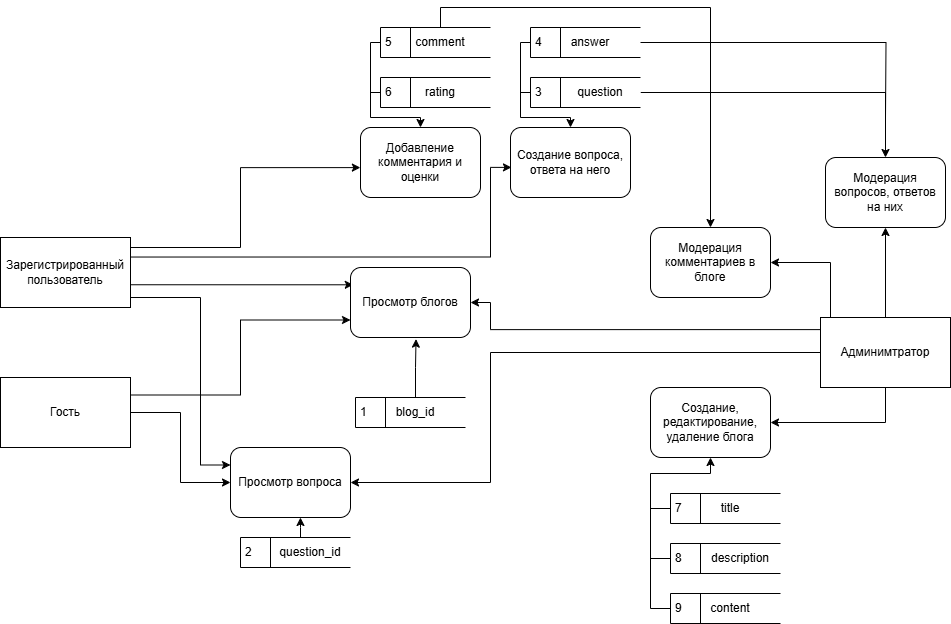 5 comment
4 answer
6 rating
3 question
Добавление
комментария и
оценки
Создание вопроса,
ответа на него
Модерация
вопросов, ответов
на них
Зарегистрированный
пользователь
Модерация
комментариев в
блоге
Просмотр блогов
Админимтратор
Гость
1 blog_id
Создание,
редактирование,
удаление блога
Просмотр вопроса
7 title
2 question_id
8 description
9 content